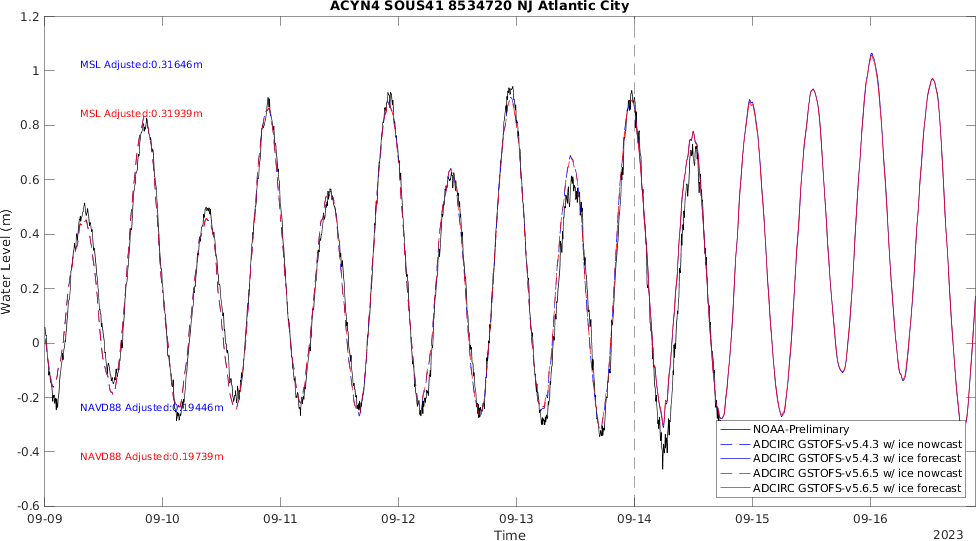 ACYN4 SOUS41 8534720 NJ Atlantic City
1.2
1
0.8
0.6
0.4
0.2
0
-0.2
-0.4
-0.6
Water Level (m)
MSL Adjusted:0.31646m
MSL Adjusted:0.31939m
NAVD88 Adjusted:0.19446m
NAVD88 Adjusted:0.19739m
NOAA-Preliminary
ADCIRC GSTOFS-v5.4.3 w/ ice nowcast
ADCIRC GSTOFS-v5.4.3 w/ ice forecast
ADCIRC GSTOFS-v5.6.5 w/ ice nowcast
ADCIRC GSTOFS-v5.6.5 w/ ice forecast
09-09 09-10 09-11 09-12 09-13 09-14 09-15 09-16
Time
2023